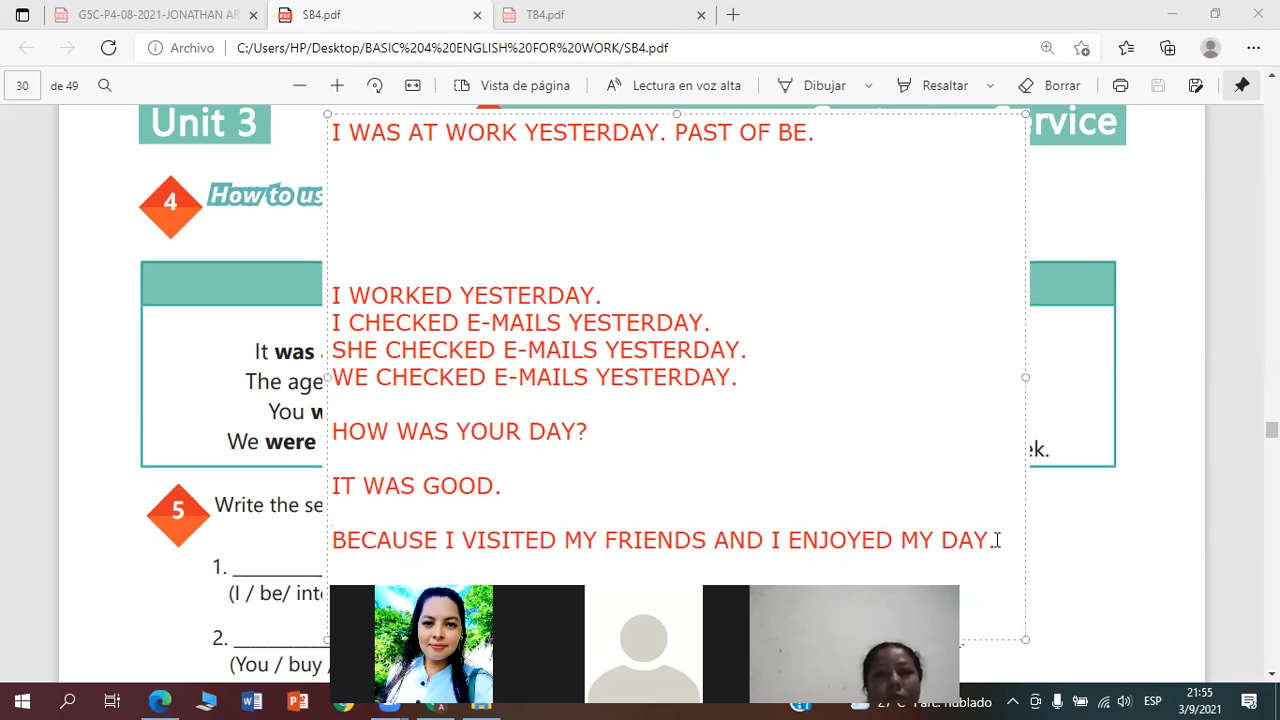 G5C-P4-08-2021-JONATHAN AR
SB4.pdf
TB4.pdf
Archivo
C:/Users/HP/Desktop/BASIC%204%20ENGLISH%20FOR%20WORK/SB4.pdf
30
de 49
Vista de página
Lectura en voz alta
Dibujar
Resaltar
Borrar
Unit 3
rvice
I WAS AT WORK YESTERDAY. PAST OF BE.
4
How to us
I WORKED YESTERDAY.
I CHECKED E-MAILS YESTERDAY.
It was
SHE CHECKED E-MAILS YESTERDAY.
The age
WE CHECKED E-MAILS YESTERDAY.
You
We were
ek.
HOW WAS YOUR DAY?
IT WAS GOOD.
5
Write the se
BECAUSE I VISITED MY FRIENDS AND I ENJOYED MY DAY.
1.
(I / be/ inte
2.
(You / buy
ESP
21:55
3/9/2021